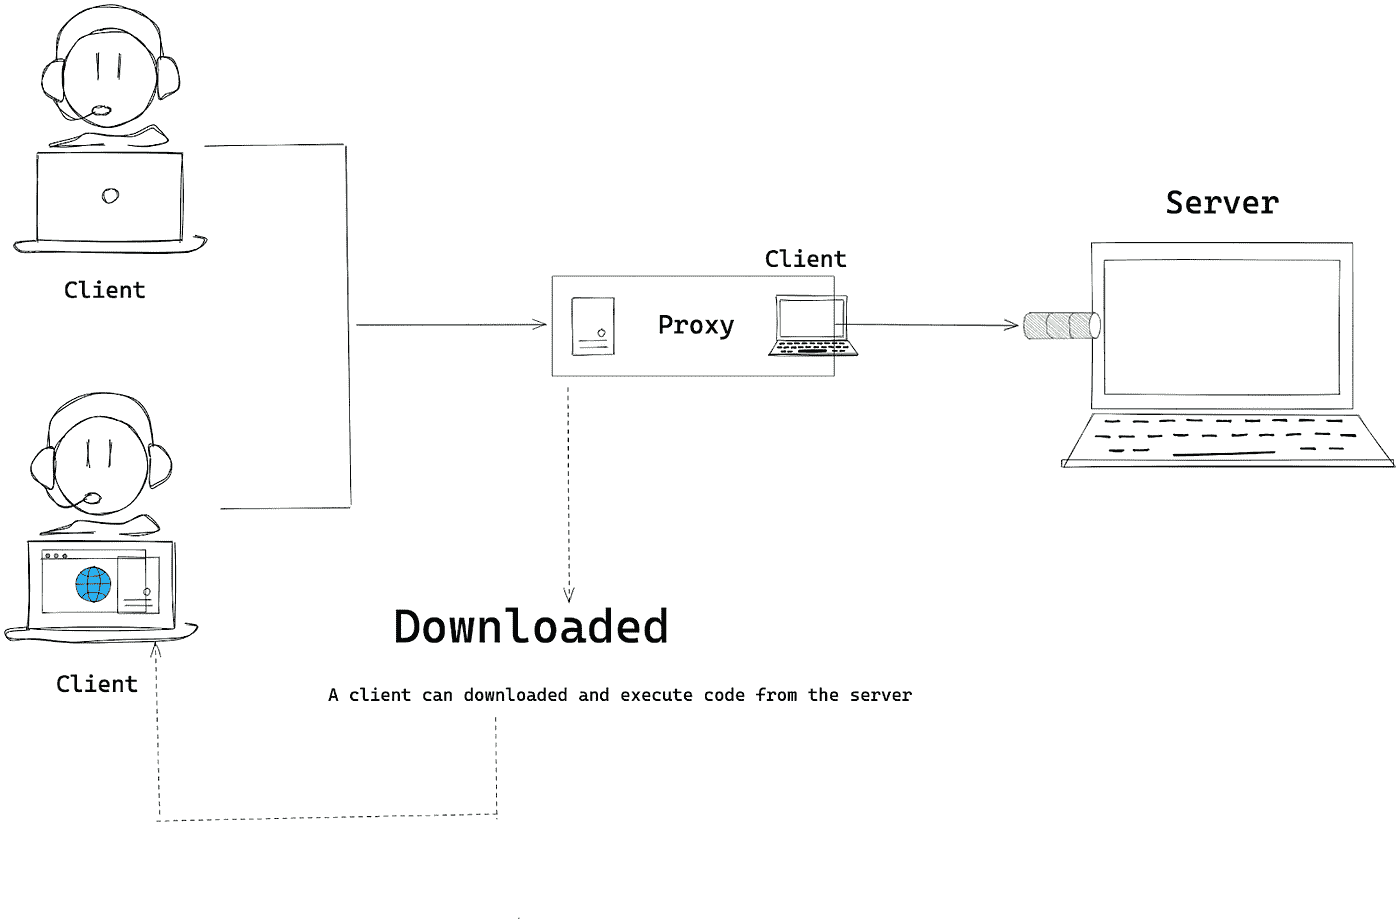 Server
Client
Proxy
Client
Downloaded
A client can downloaded and execute code from the server
Client